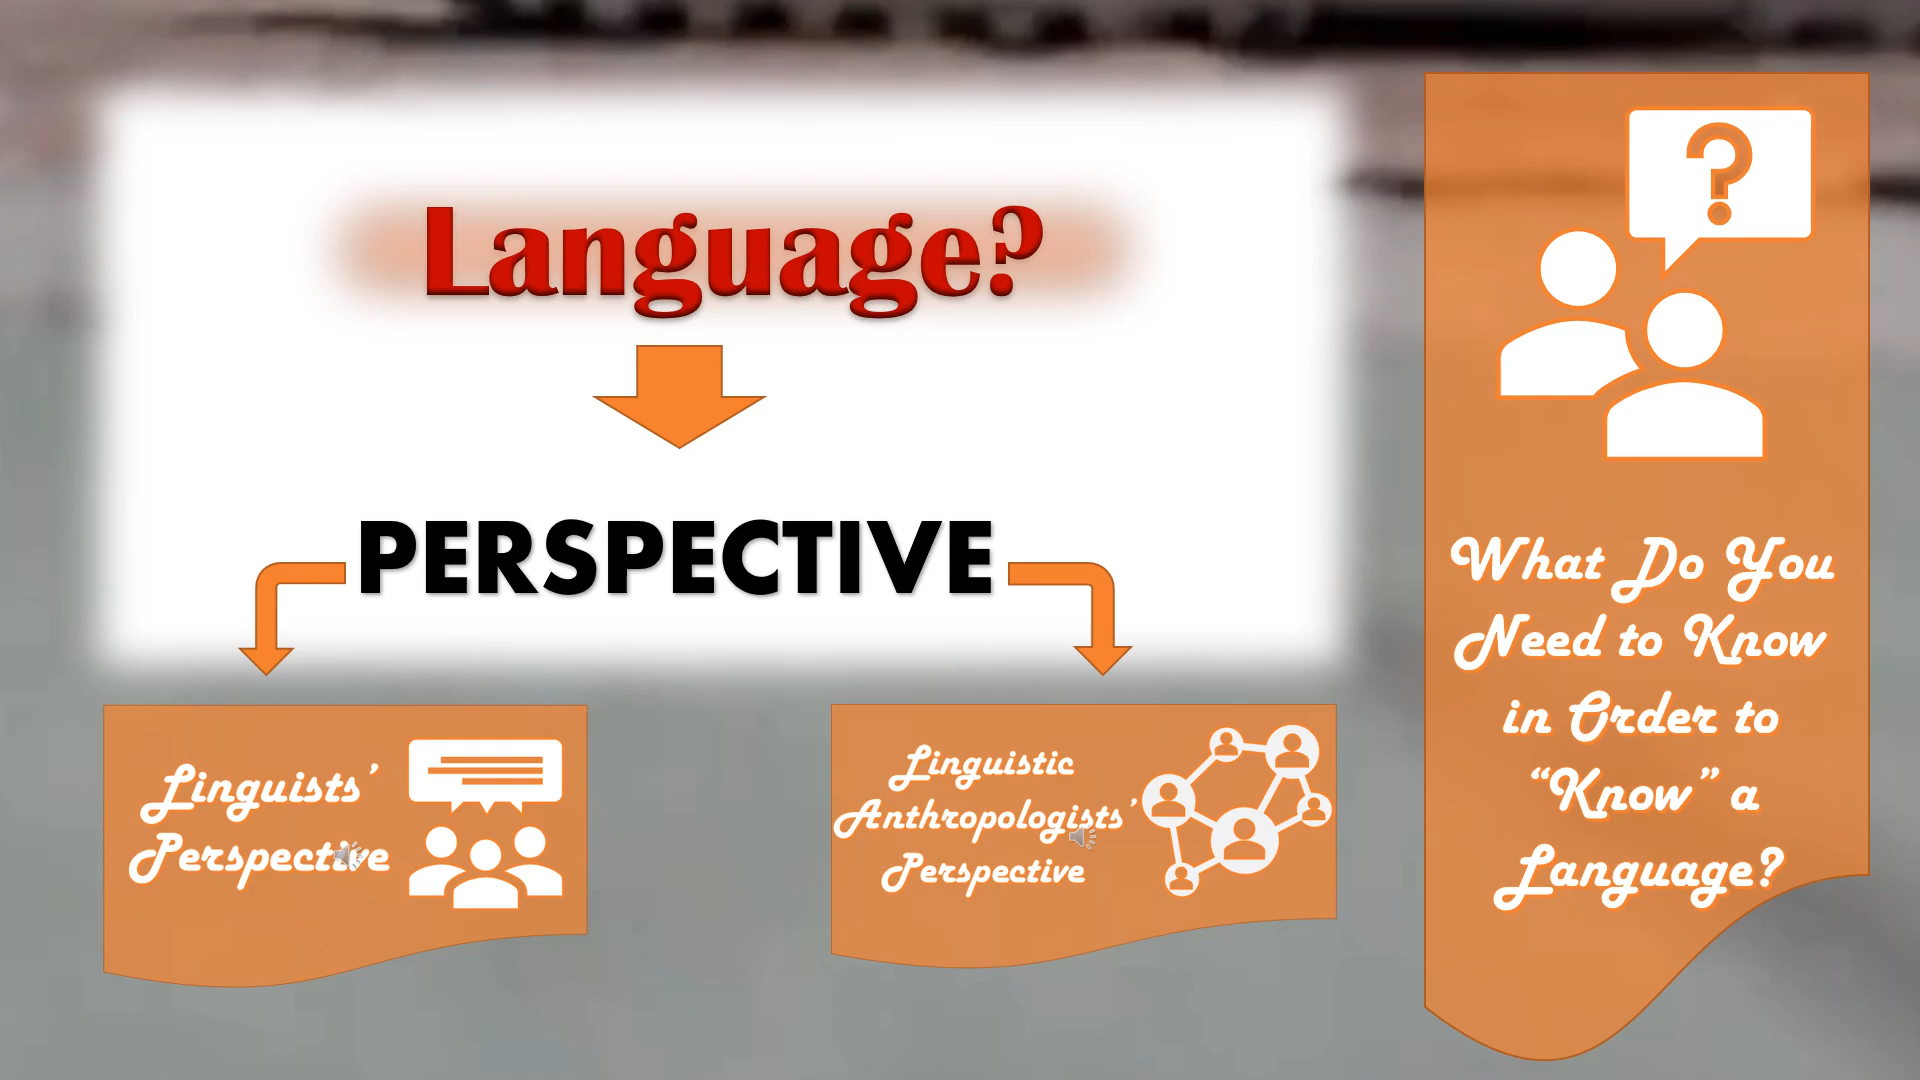 Language?
PERSPECTIVE
Linguists’
Perspective
Linguistic
Anthropologists’
Perspective
What Do You
Need to Know
in Order to
“Know” a
Language?